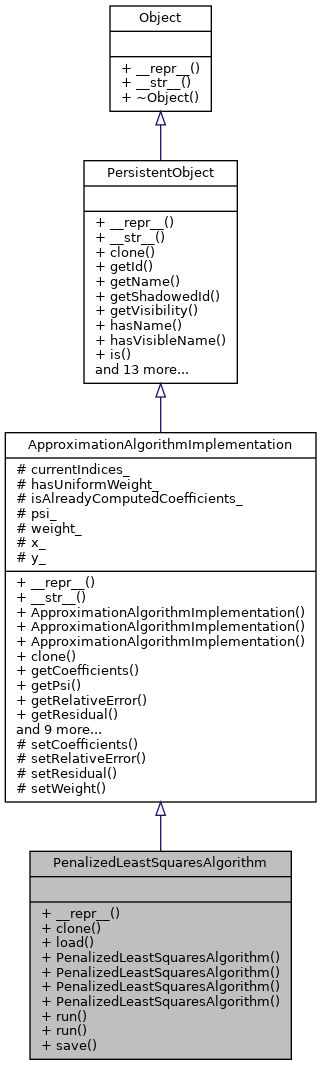 Object
+ __repr__()
+ __str__()
+ ~Object()
PersistentObject
+ __repr__()
+ __str__()
+ clone()
+ getId()
+ getName()
+ getShadowedId()
+ getVisibility()
+ hasName()
+ hasVisibleName()
+ is()
and 13 more...
ApproximationAlgorithmImplementation
# currentIndices_
# hasUniformWeight_
# isAlreadyComputedCoefficients_
# psi_
# weight_
# x_
# y_
+ __repr__()
+ __str__()
+ ApproximationAlgorithmImplementation()
+ ApproximationAlgorithmImplementation()
+ ApproximationAlgorithmImplementation()
+ clone()
+ getCoefficients()
+ getPsi()
+ getRelativeError()
+ getResidual()
and 9 more...
# setCoefficients()
# setRelativeError()
# setResidual()
# setWeight()
PenalizedLeastSquaresAlgorithm
+ __repr__()
+ clone()
+ load()
+ PenalizedLeastSquaresAlgorithm()
+ PenalizedLeastSquaresAlgorithm()
+ PenalizedLeastSquaresAlgorithm()
+ PenalizedLeastSquaresAlgorithm()
+ run()
+ run()
+ save()